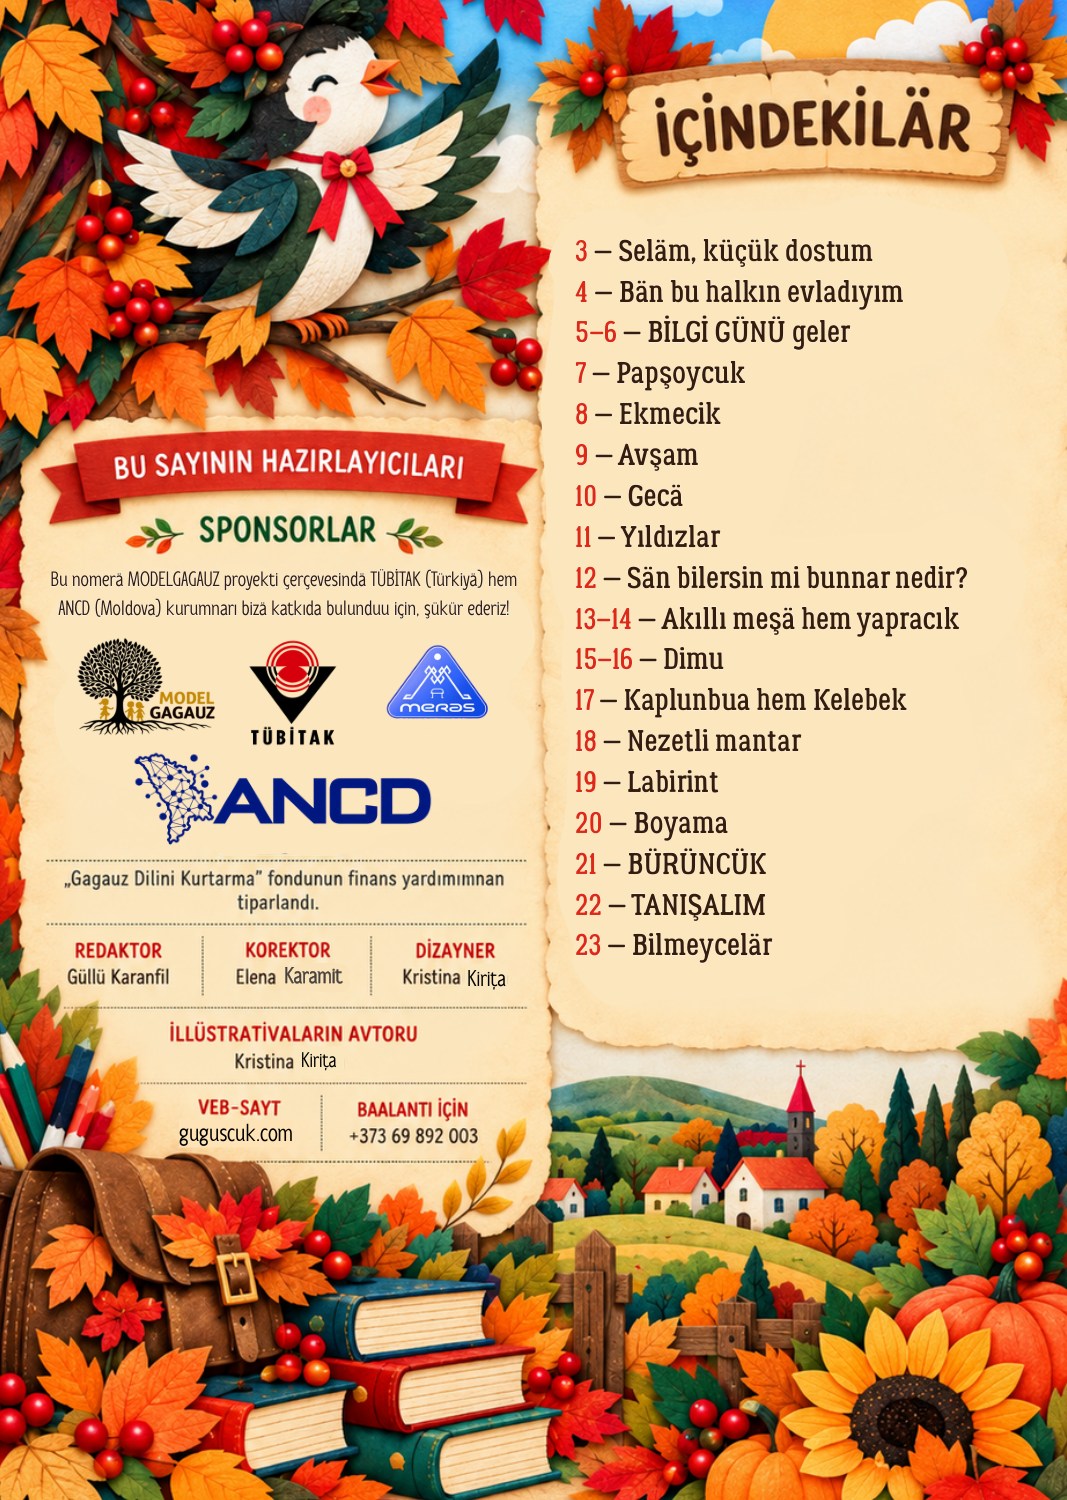 BU SAYININ HAZIRLAYICILARI
SPONSORLAR
Bu nomerä MODELGAGAUZ proyekti çerçevesindä TÜBİTAK (Türkiyä) hem
ANCD (Moldova) kurumnarı bizä katkıda bulunduu için, şükür ederiz!
MODEL
GAGAUZ
TÜBİTAK
meras
ANCD
„Gagauz Dilini Kurtarma” fondunun finans yardımımnan
tiparlandı.
REDAKTOR
Güllü Karanfil
KOREKTOR
Elena Karamit
DİZAYNER
Kristina Kirița
İLLÜSTRATİVALARIN AVTORU
Kristina Kirița
VEB-SAYT
guguscuk.com
BAALANTI İÇİN
+373 69 892 003
İÇİNDEKİLÄR
3 – Seläm, küçük dostum
4 – Bän bu halkın evladıyım
5–6 – BİLGİ GÜNÜ geler
7 – Papşoycuk
8 – Ekmecik
9 – Avşam
10 – Gecä
11 – Yıldızlar
12 – Sän bilersin mi bunnar nedir?
13–14 – Akıllı meşä hem yapracık
15–16 – Dimu
17 – Kaplunbua hem Kelebek
18 – Nezetli mantar
19 – Labirint
20 – Boyama
21 – BÜRÜNCÜK
22 – TANIŞALIM
23 – Bilmeycelär